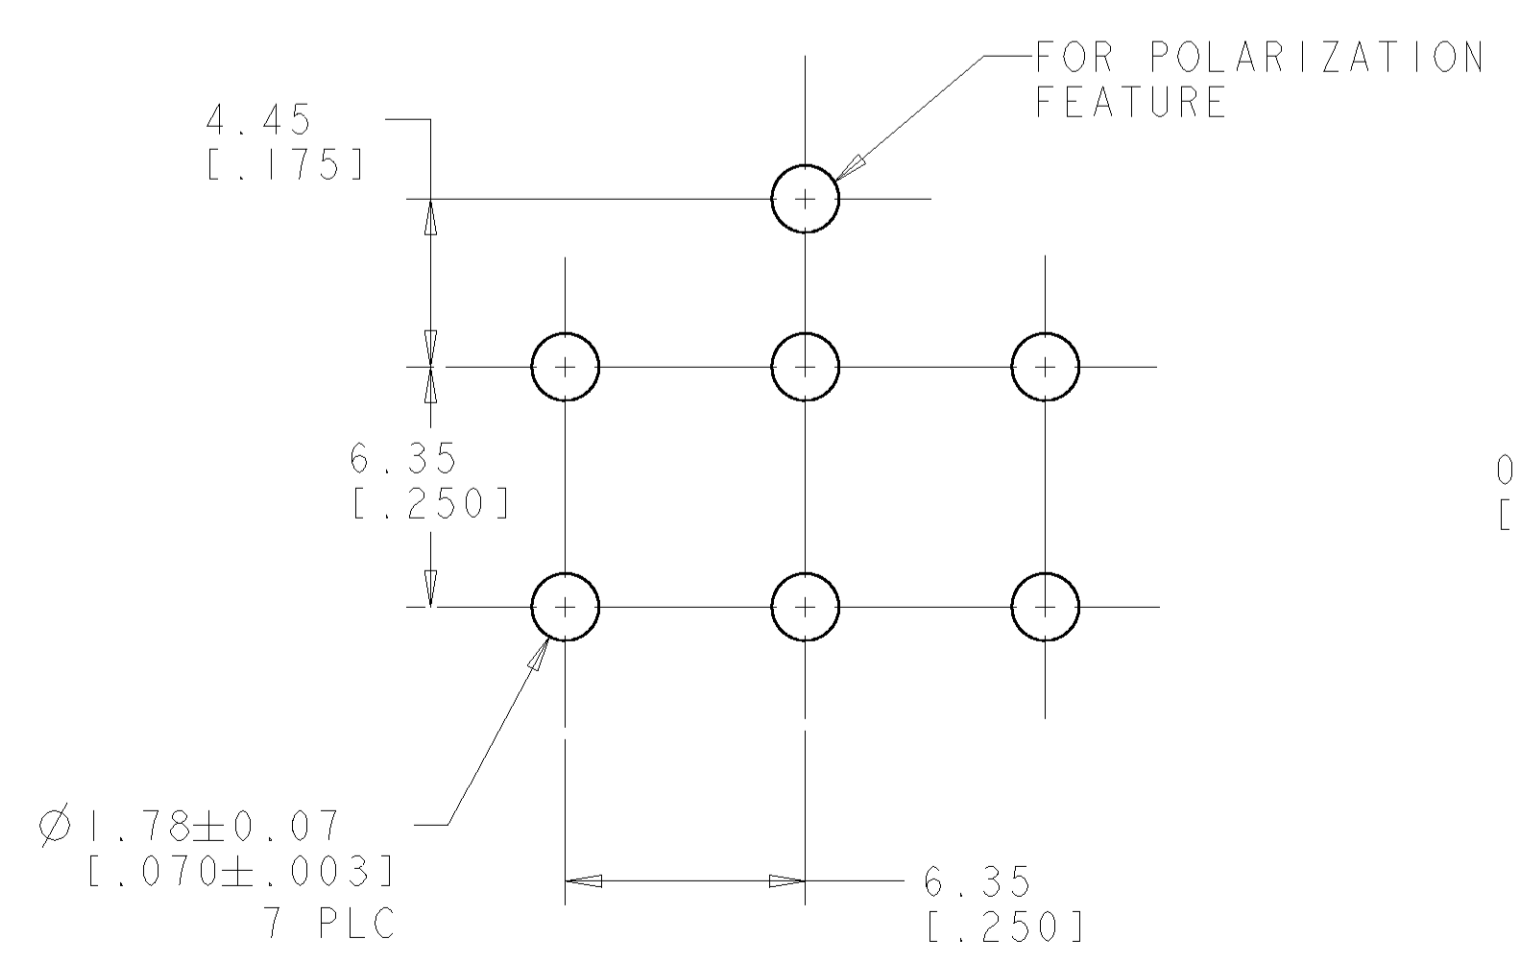 FOR POLARIZATION
FEATURE
4.45
[.175]
6.35
[.250]
0
[
Ø1.78±0.07
[.070±.003]
7 PLC
6.35
[.250]